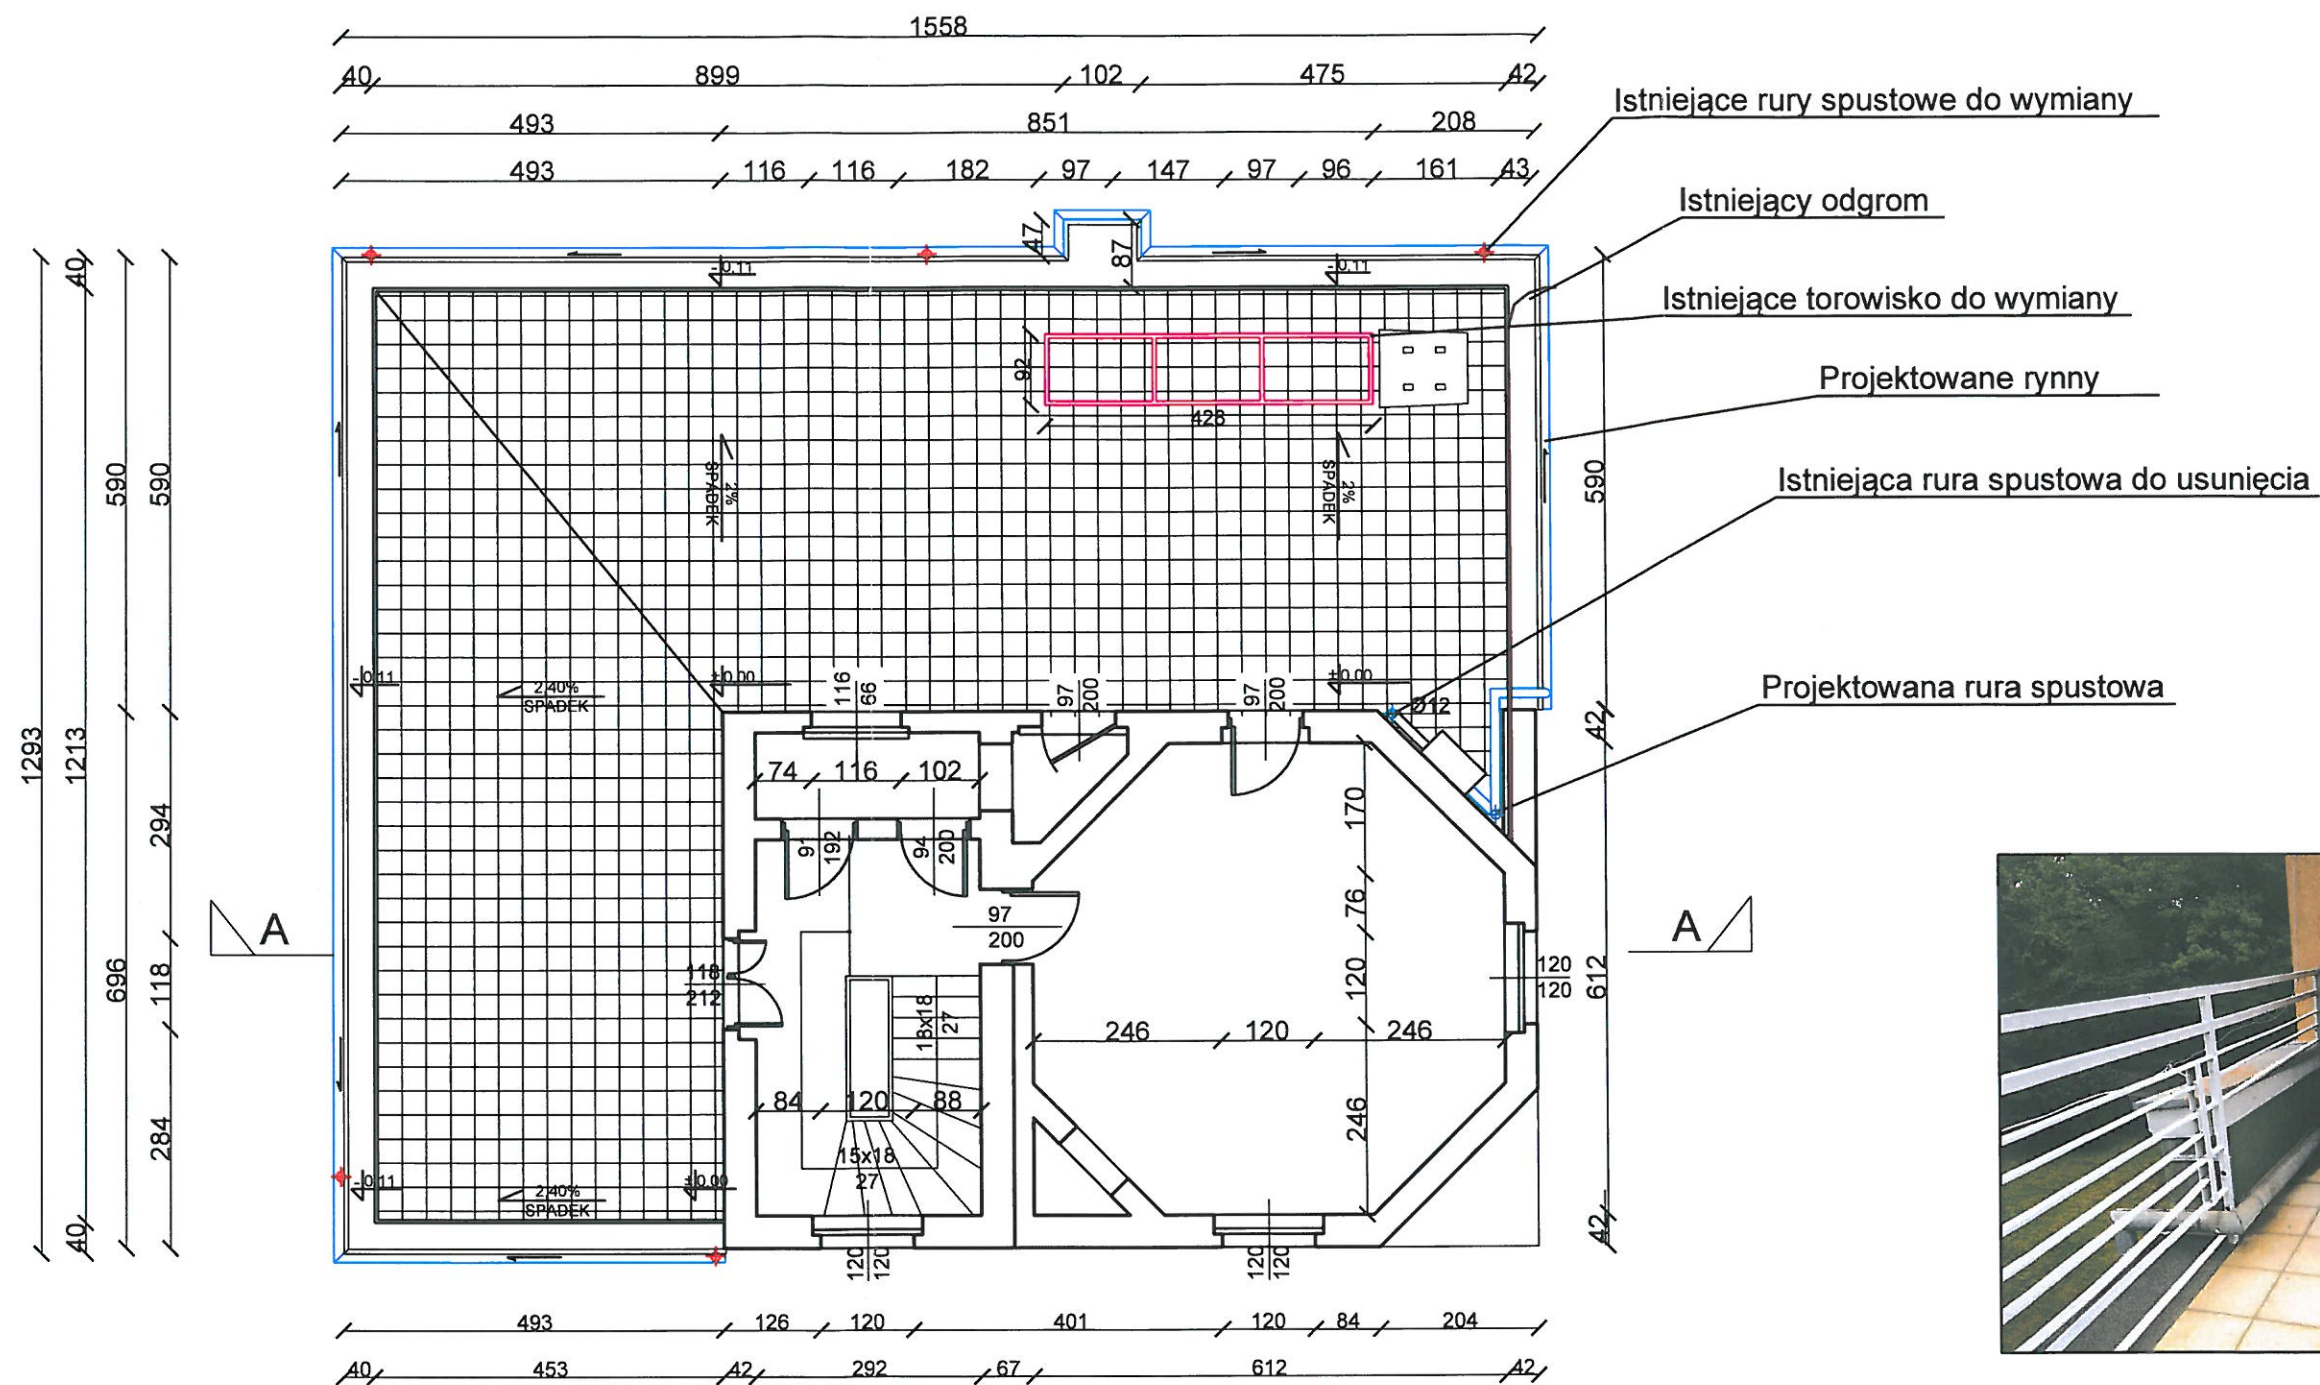 1558
40 899 102 475 42
493 851 208
493 116 116 182 97 147 97 96 161 43
Istniejące rury spustowe do wymiany
Istniejący odgrom
Istniejące torowisko do wymiany
Projektowane rynny
Istniejąca rura spustowa do usunięcia
Projektowana rura spustowa
47
87
-0.11
-0.11
92
428
SPADEK
2%
SPADEK
2%
1293
40
1213
40
590
696
590
294
118
284
590
42
612
42
-0.11
2,40%
SPADEK
±0.00
116
66
97
200
97
200
±0.00
Ø12
74 116 102
91
192
94
200
170
76
120
246
97
200
A
A
118
212
18x18
27
246 120 246
120
120
84 120 88
15x18
27
-0.11
2,40%
SPADEK
±0.00
120
120
120
120
493 126 120 401 120 84 204
40 453 42 292 67 612 42